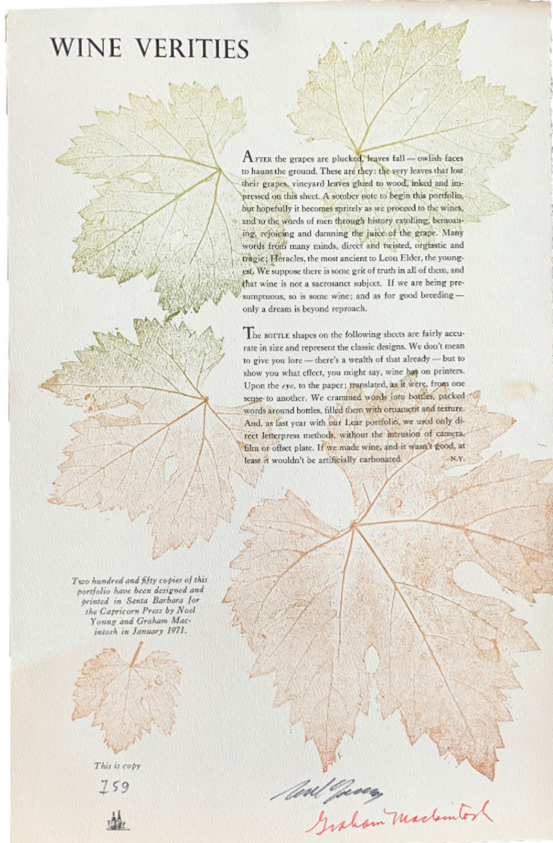 WINE VERITIES
AFTER the grapes are plucked, leaves fall — owlish faces
to haunt the ground. These are they: the very leaves that lost
their grapes, vineyard leaves glued to wood, inked and im-
pressed on this sheet. A somber note to begin this portfolio,
but hopefully it becomes spritely as we proceed to the wines,
and to the words of men through history extolling, bemoan-
ing, rejoicing and damning the juice of the grape. Many
words from many minds, direct and twisted, orgiastic and
tragic; Heracles, the most ancient to Leon Elder, the young-
est. We suppose there is some grit of truth in all of them, and
that wine is not a sacrosanct subject. If we are being pre-
sumptuous, so is some wine; and as for good breeding —
only a dream is beyond reproach.
The BOTTLE shapes on the following sheets are fairly accu-
rate in size and represent the classic designs. We don't mean
to give you lore — there's a wealth of that already — but to
show you what effect, you might say, wine has on printers.
Upon the eye, to the paper; translated, as it were, from one
sense to another. We crammed words into bottles, packed
words around bottles, filled them with ornament and texture.
And, as last year with our Lear portfolio, we used only di-
rect letterpress methods, without the intrusion of camera,
film or offset plate. If we made wine, and it wasn't good, at
least it wouldn't be artificially carbonated. -N.Y.
Two hundred and fifty copies of this
portfolio have been designed and
printed in Santa Barbara for
the Capricorn Press by Noel
Young and Graham Mac-
intosh in January 1971.
This is copy
159
Noel Young
Graham Mackintosh